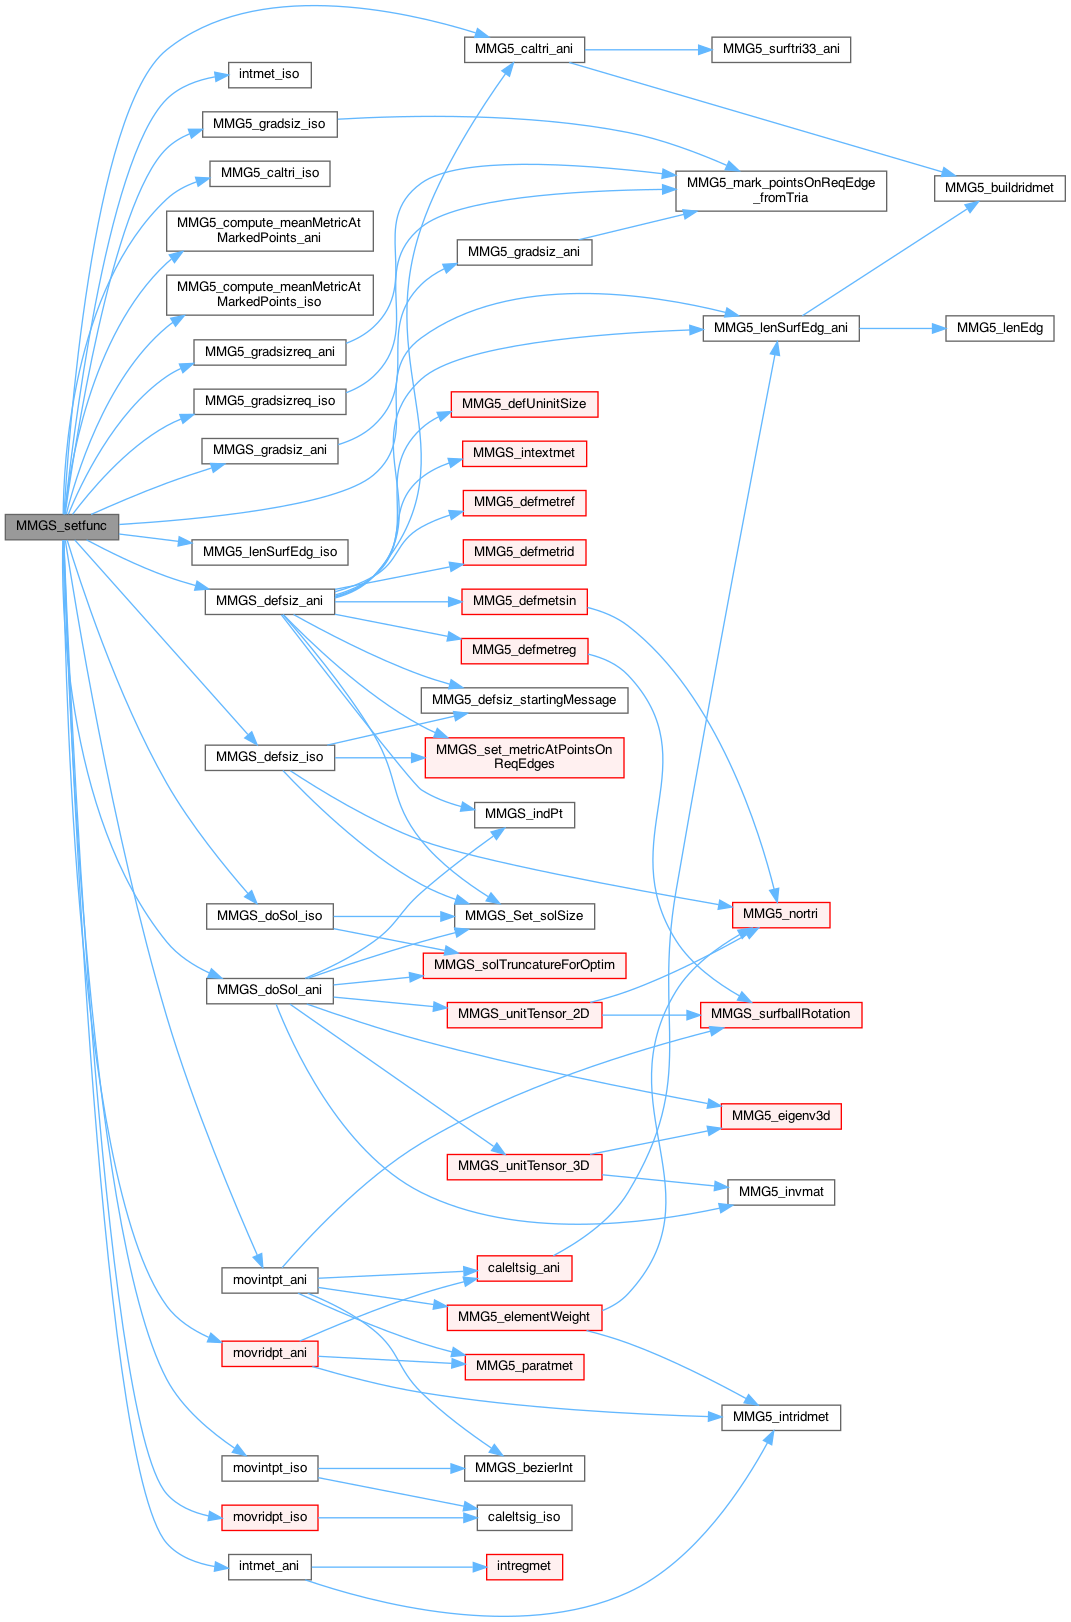 MMGS_setfunc
intmet_iso
MMG5_gradsiz_iso
MMG5_caltri_iso
MMG5_compute_meanMetricAt
MarkedPoints_ani
MMG5_compute_meanMetricAt
MarkedPoints_iso
MMG5_gradsizreq_ani
MMG5_gradsizreq_iso
MMGS_gradsiz_ani
MMG5_lenSurfEdg_iso
MMGS_defsiz_ani
MMGS_defsiz_iso
MMGS_doSol_iso
MMGS_doSol_ani
movintpt_ani
movridpt_ani
movintpt_iso
movridpt_iso
intmet_ani
MMG5_caltri_ani
MMG5_gradsiz_ani
MMG5_defUninitSize
MMGS_intextmet
MMG5_defmetref
MMG5_defmetrid
MMG5_defmetsin
MMG5_defmetreg
MMG5_defsiz_startingMessage
MMGS_set_metricAtPointsOn
ReqEdges
MMGS_indPt
MMGS_Set_solSize
MMGS_solTruncatureForOptim
MMGS_unitTensor_2D
MMGS_unitTensor_3D
caleltsig_ani
MMG5_elementWeight
MMG5_paratmet
MMGS_bezierInt
caleltsig_iso
intregmet
MMG5_surftri33_ani
MMG5_mark_pointsOnReqEdge
_fromTria
MMG5_lenSurfEdg_ani
MMG5_nortri
MMGS_surfballRotation
MMG5_eigenv3d
MMG5_invmat
MMG5_intridmet
MMG5_buildridmet
MMG5_lenEdg